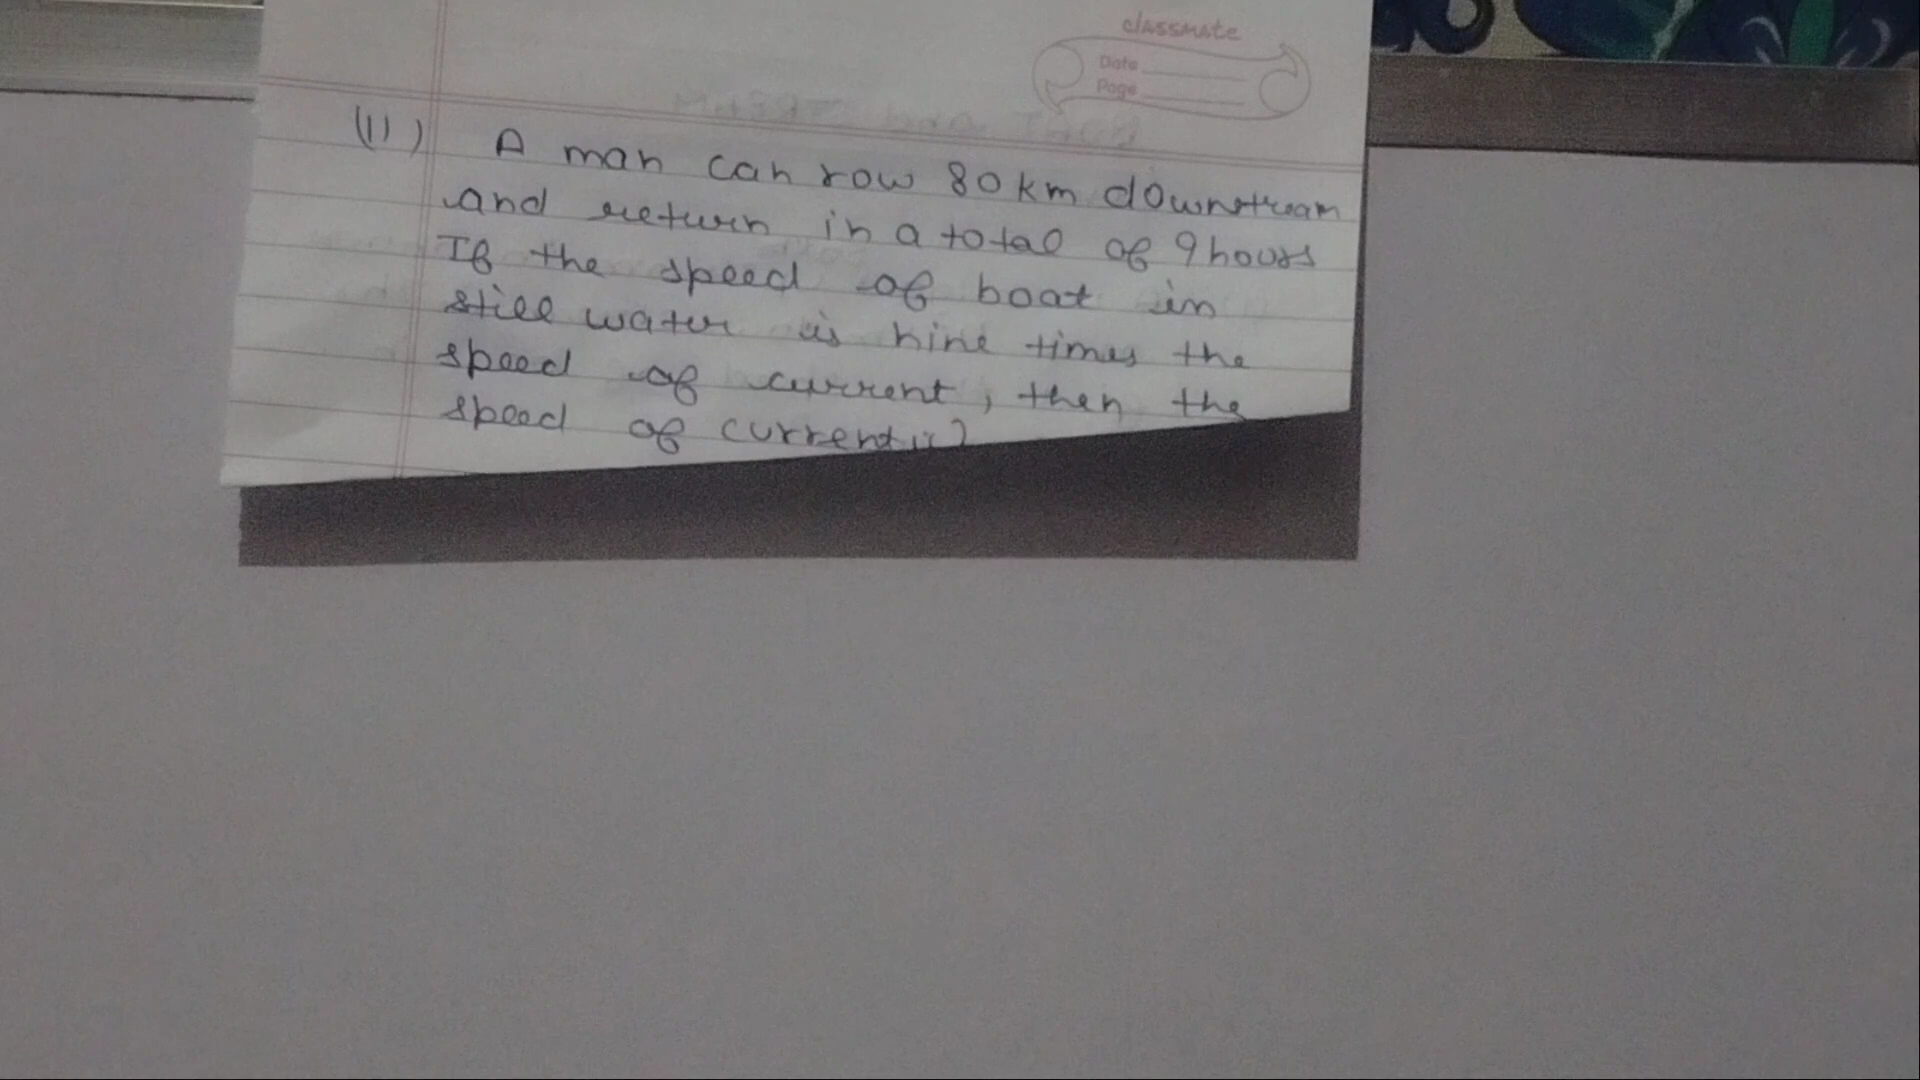 classmate
Date
Page
(11) A man can row 80 km downstream
and return in a total of 9 hours
If the speed of boat in
still water is nine times the
speed of current, then the
speed of current is?